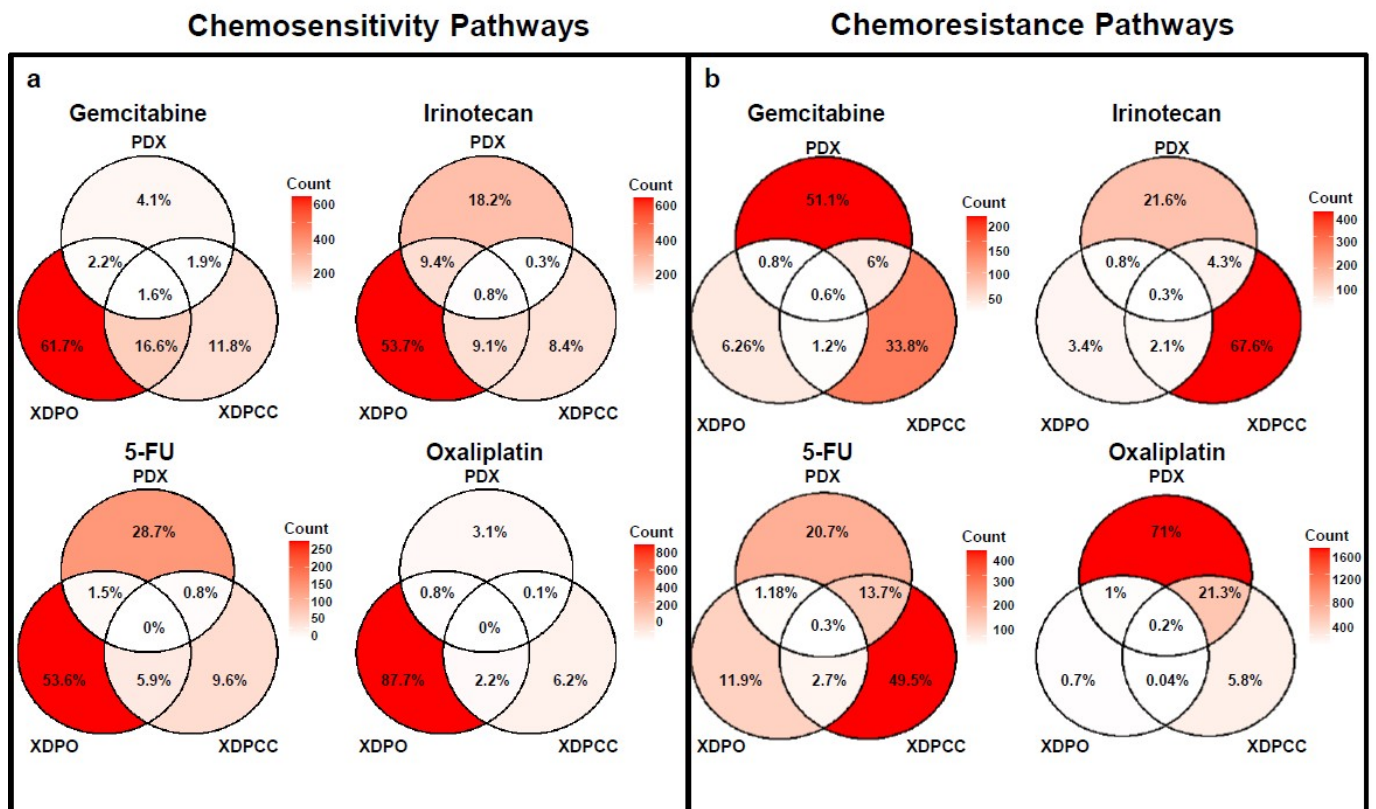 Chemosensitivity Pathways
Chemoresistance Pathways
a
Gemcitabine
PDX
4.1%
2.2%
1.9%
1.6%
61.7%
16.6%
11.8%
XDPO
XDPCC
Count
600
400
200
Irinotecan
PDX
18.2%
9.4%
0.3%
0.8%
53.7%
9.1%
8.4%
XDPO
XDPCC
Count
600
400
200
5-FU
PDX
28.7%
1.5%
0.8%
0%
53.6%
5.9%
9.6%
XDPO
XDPCC
Count
250
200
150
100
50
0
Oxaliplatin
PDX
3.1%
0.8%
0.1%
0%
87.7%
2.2%
6.2%
XDPO
XDPCC
Count
800
600
400
200
0
b
Gemcitabine
PDX
51.1%
0.8%
6%
0.6%
6.26%
1.2%
33.8%
XDPO
XDPCC
Count
200
150
100
50
Irinotecan
PDX
21.6%
0.8%
4.3%
0.3%
3.4%
2.1%
67.6%
XDPO
XDPCC
Count
400
300
200
100
5-FU
PDX
20.7%
1.18%
13.7%
0.3%
11.9%
2.7%
49.5%
XDPO
XDPCC
Count
400
300
200
100
Oxaliplatin
PDX
71%
1%
21.3%
0.2%
0.7%
0.04%
5.8%
XDPO
XDPCC
Count
1600
1200
800
400